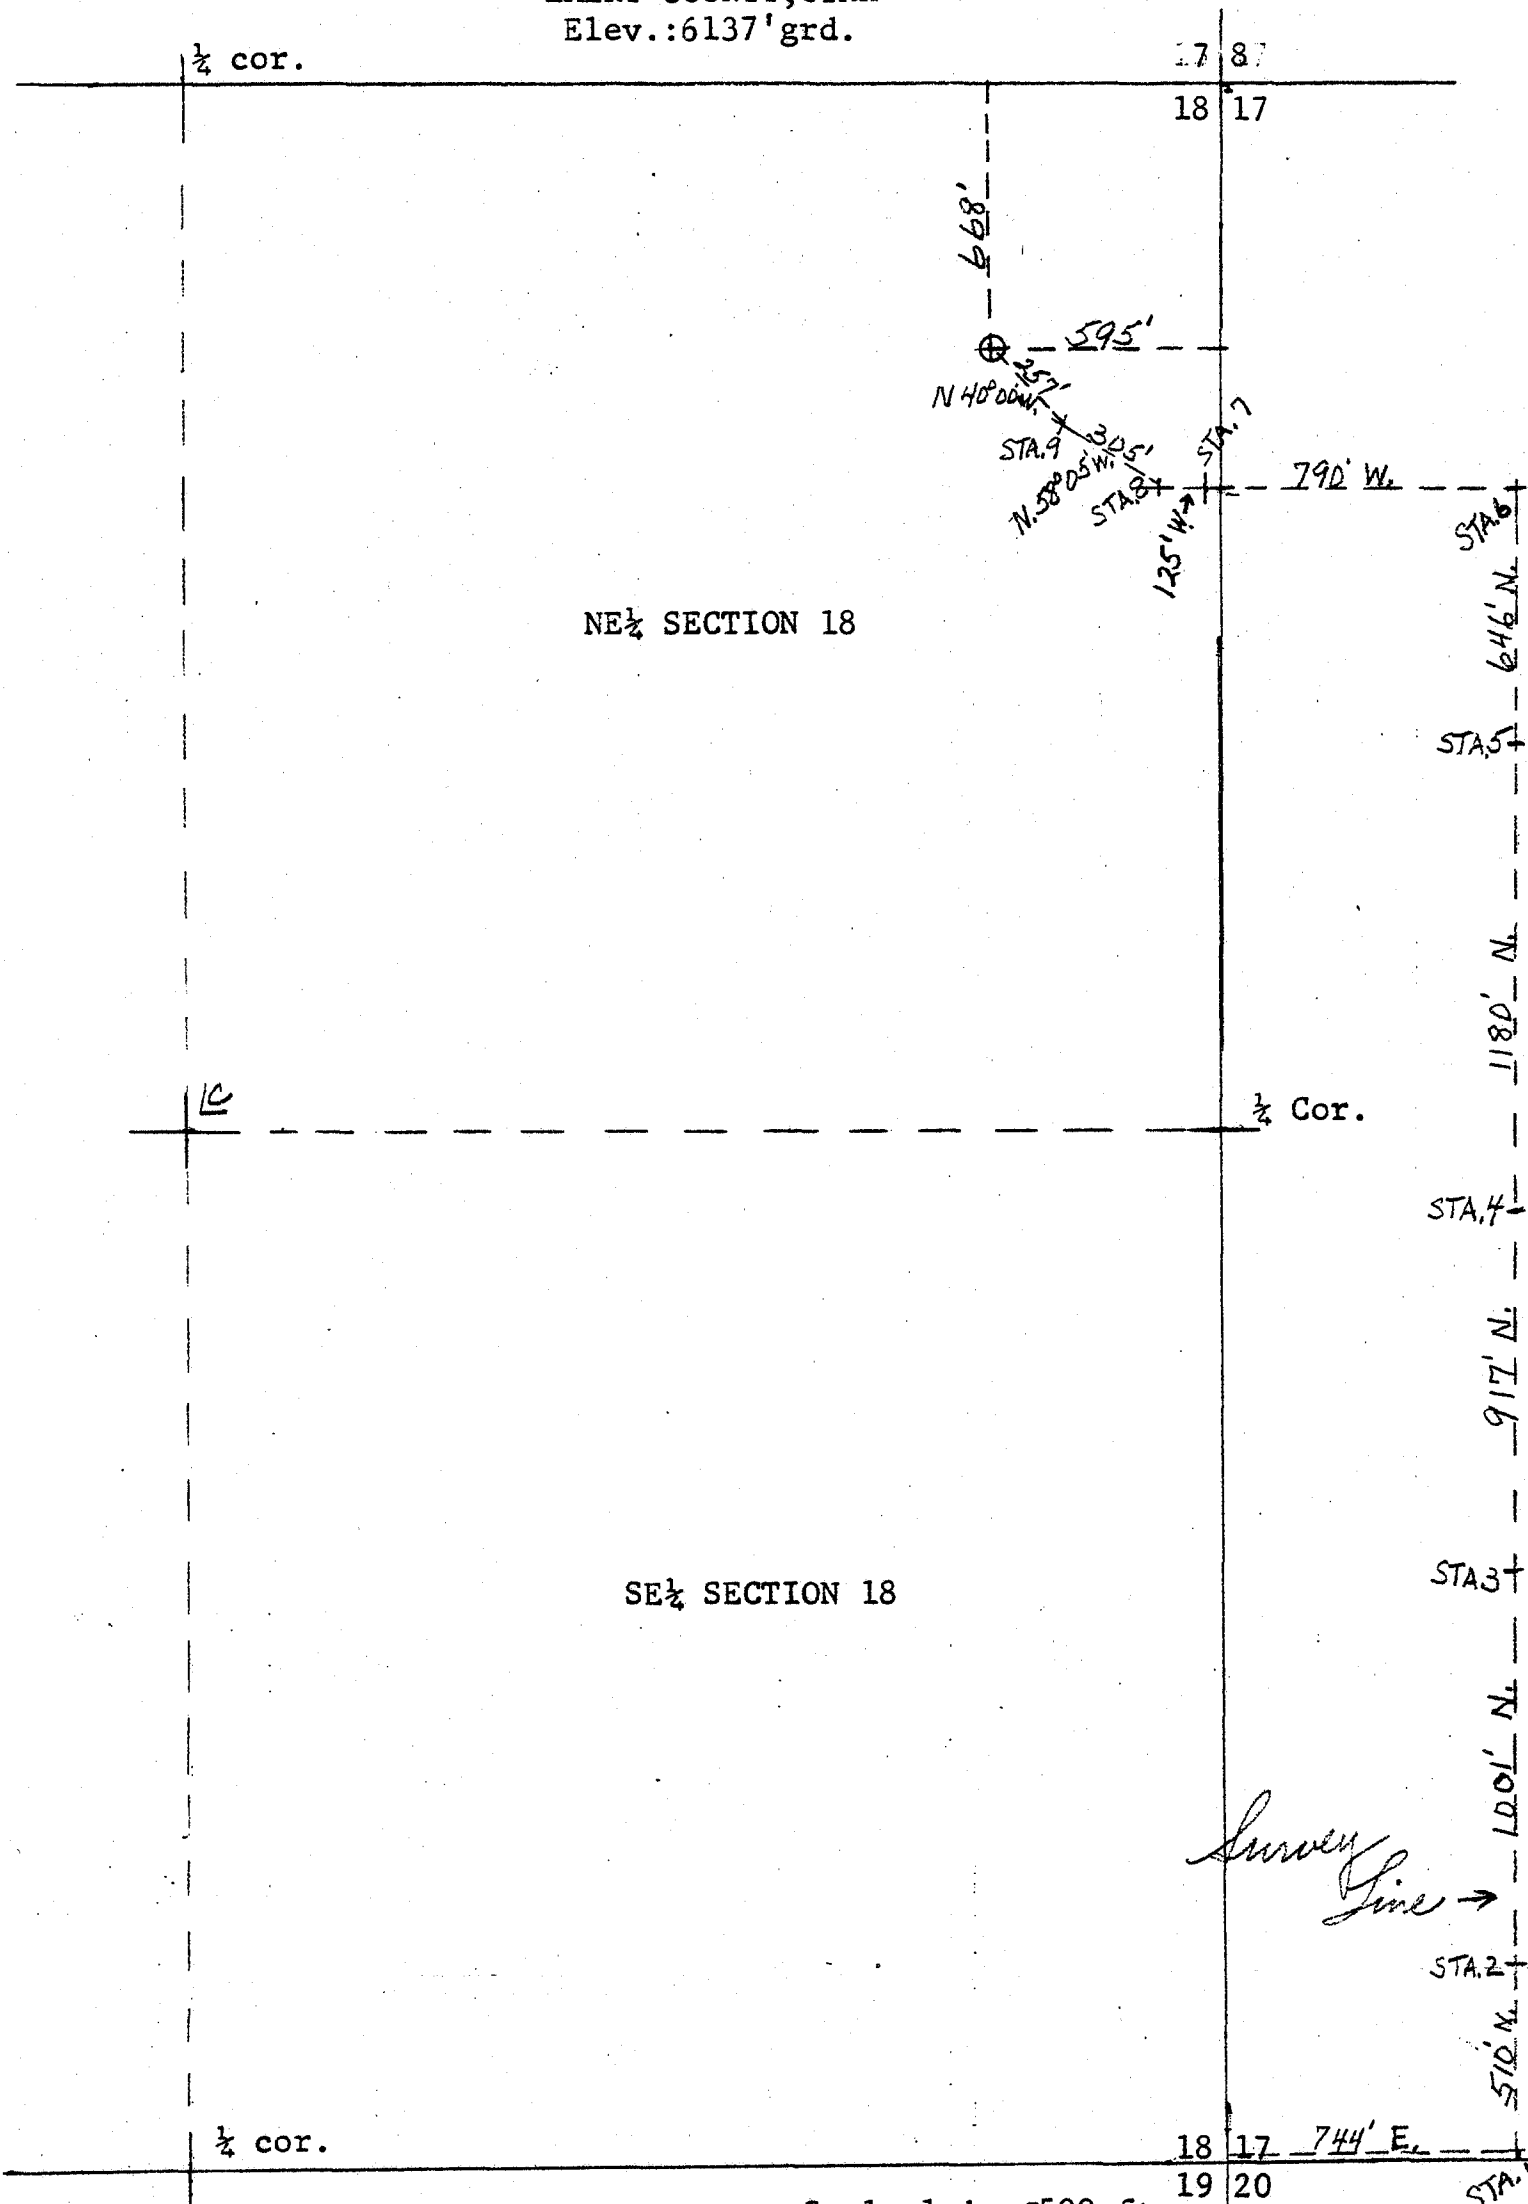 Elev.:6137'grd.
¼ cor.
7 8
18 17
668'
595'
257'
N 40°00'W.
STA.9
305'
N.58°05'W.
STA.8
125' W.
STA.7
790' W.
STA.6
646' N.
NE¼ SECTION 18
STA.5
1180' N.
C
¼ Cor.
STA.4
917' N.
STA3
SE¼ SECTION 18
1001' N.
Survey
Line →
STA.2
510' N.
¼ cor.
18 17
744' E.
19 20
STA.